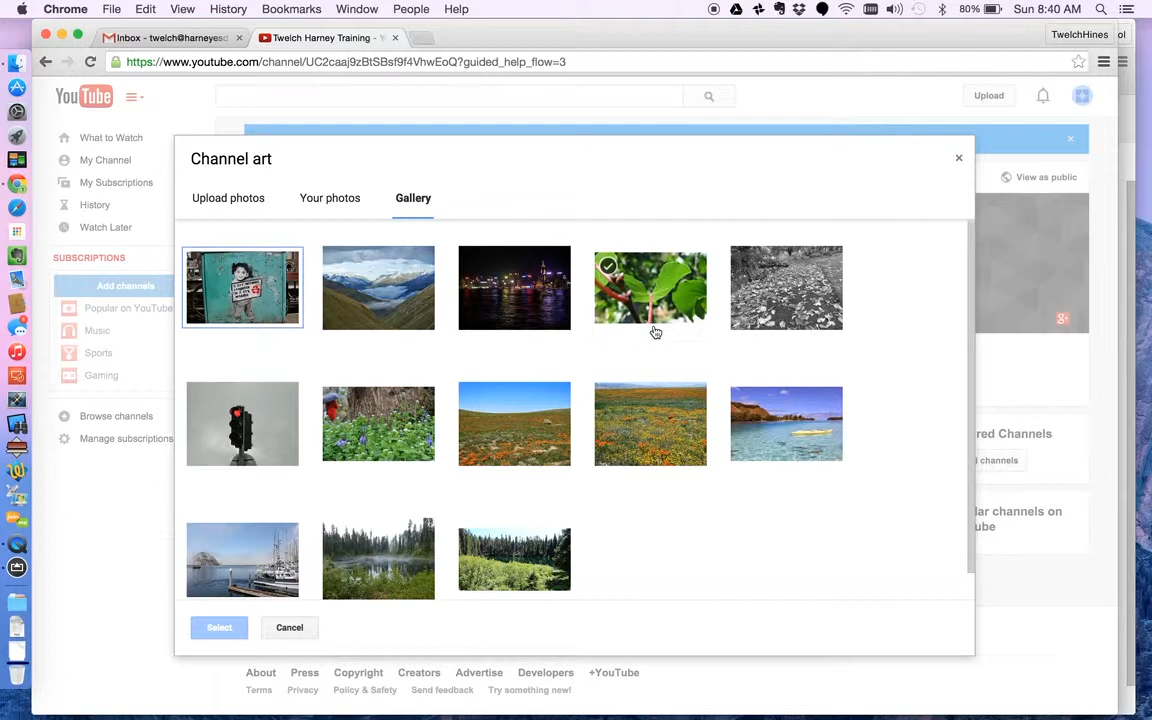 Chrome File Edit View History Bookmarks Window People Help 80% Sun 8:40 AM
Inbox - twelch@harneyesd × Twelch Harney Training - Y × TwelchHines ol
https://www.youtube.com/channel/UC2caaj9zBtSBsf9f4VhwEoQ?guided_help_flow=3
YouTube Upload
What to Watch
My Channel
My Subscriptions
History
Watch Later
SUBSCRIPTIONS
Add channels
Popular on YouTube
Music
Sports
Gaming
Browse channels
Manage subscriptions
Channel art ×
Upload photos Your photos Gallery
Select Cancel
×
View as public
g+
red Channels
d channels
lar channels on
ube
About Press Copyright Creators Advertise Developers +YouTube
Terms Privacy Policy & Safety Send feedback Try something new!